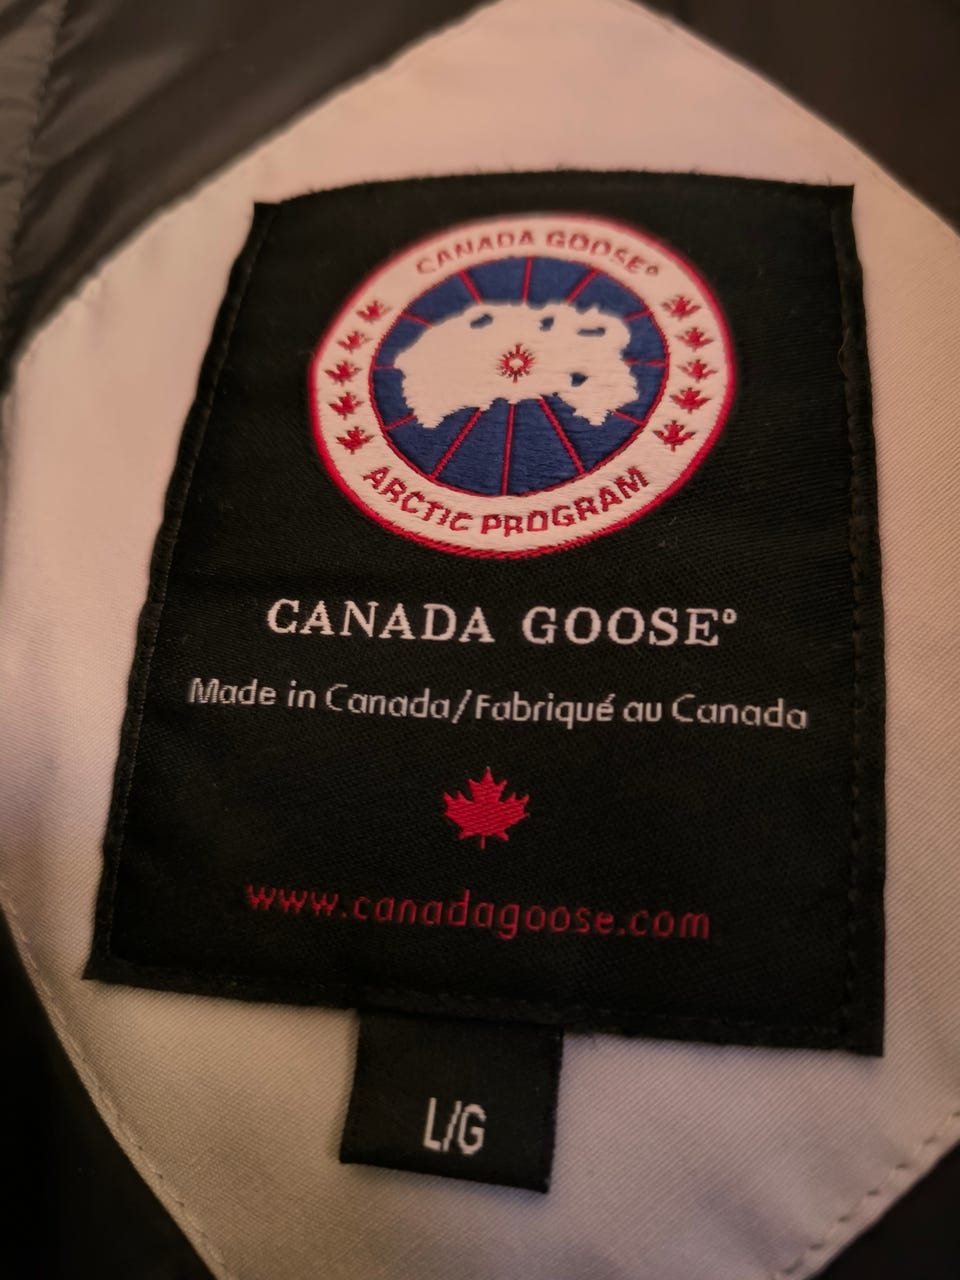 CANADA GOOSE®
ARCTIC PROGRAM
CANADA GOOSE®
Made in Canada/Fabriqué au Canada
www.canadagoose.com
L/G